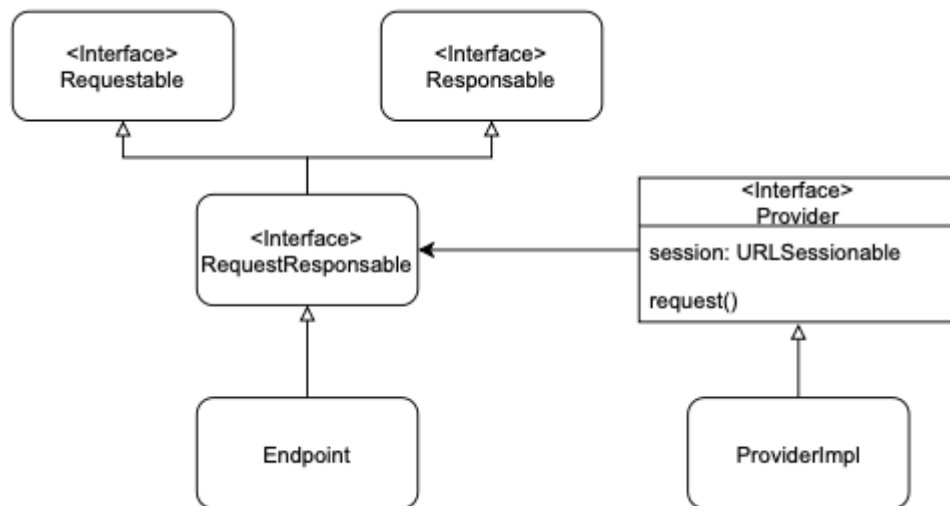 <Interface>
Requestable
<Interface>
Responsable
<Interface>
RequestResponsable
<Interface>
Provider
session: URLSessionable
request()
Endpoint
ProviderImpl